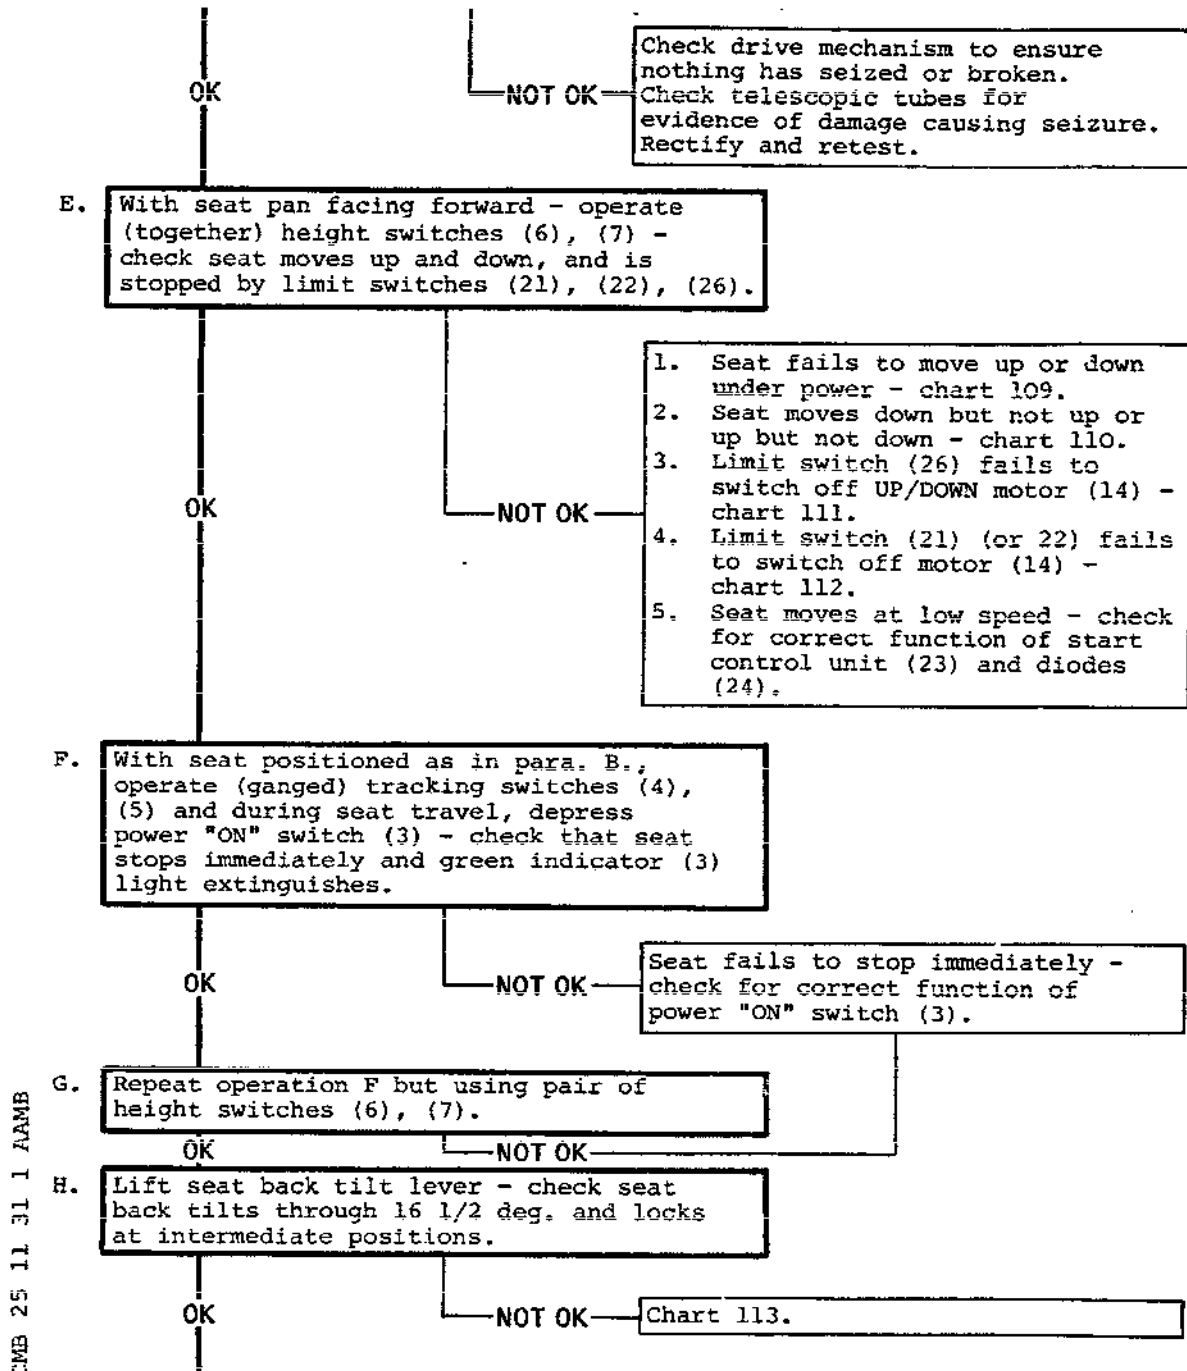 Check drive mechanism to ensure
nothing has seized or broken.
Check telescopic tubes for
evidence of damage causing seizure.
Rectify and retest.
OK
NOT OK
E. With seat pan facing forward - operate
(together) height switches (6), (7) -
check seat moves up and down, and is
stopped by limit switches (21), (22), (26).
1. Seat fails to move up or down
under power - chart 109.
2. Seat moves down but not up or
up but not down - chart 110.
3. Limit switch (26) fails to
switch off UP/DOWN motor (14) -
chart 111.
4. Limit switch (21) (or 22) fails
to switch off motor (14) -
chart 112.
5. Seat moves at low speed - check
for correct function of start
control unit (23) and diodes
(24).
OK
NOT OK
F. With seat positioned as in para. B.,
operate (ganged) tracking switches (4),
(5) and during seat travel, depress
power "ON" switch (3) - check that seat
stops immediately and green indicator (3)
light extinguishes.
Seat fails to stop immediately -
check for correct function of
power "ON" switch (3).
OK
NOT OK
G. Repeat operation F but using pair of
height switches (6), (7).
OK
NOT OK
H. Lift seat back tilt lever - check seat
back tilts through 16 1/2 deg. and locks
at intermediate positions.
OK
NOT OK
Chart 113.
CMB 25 11 31 1 AAMB